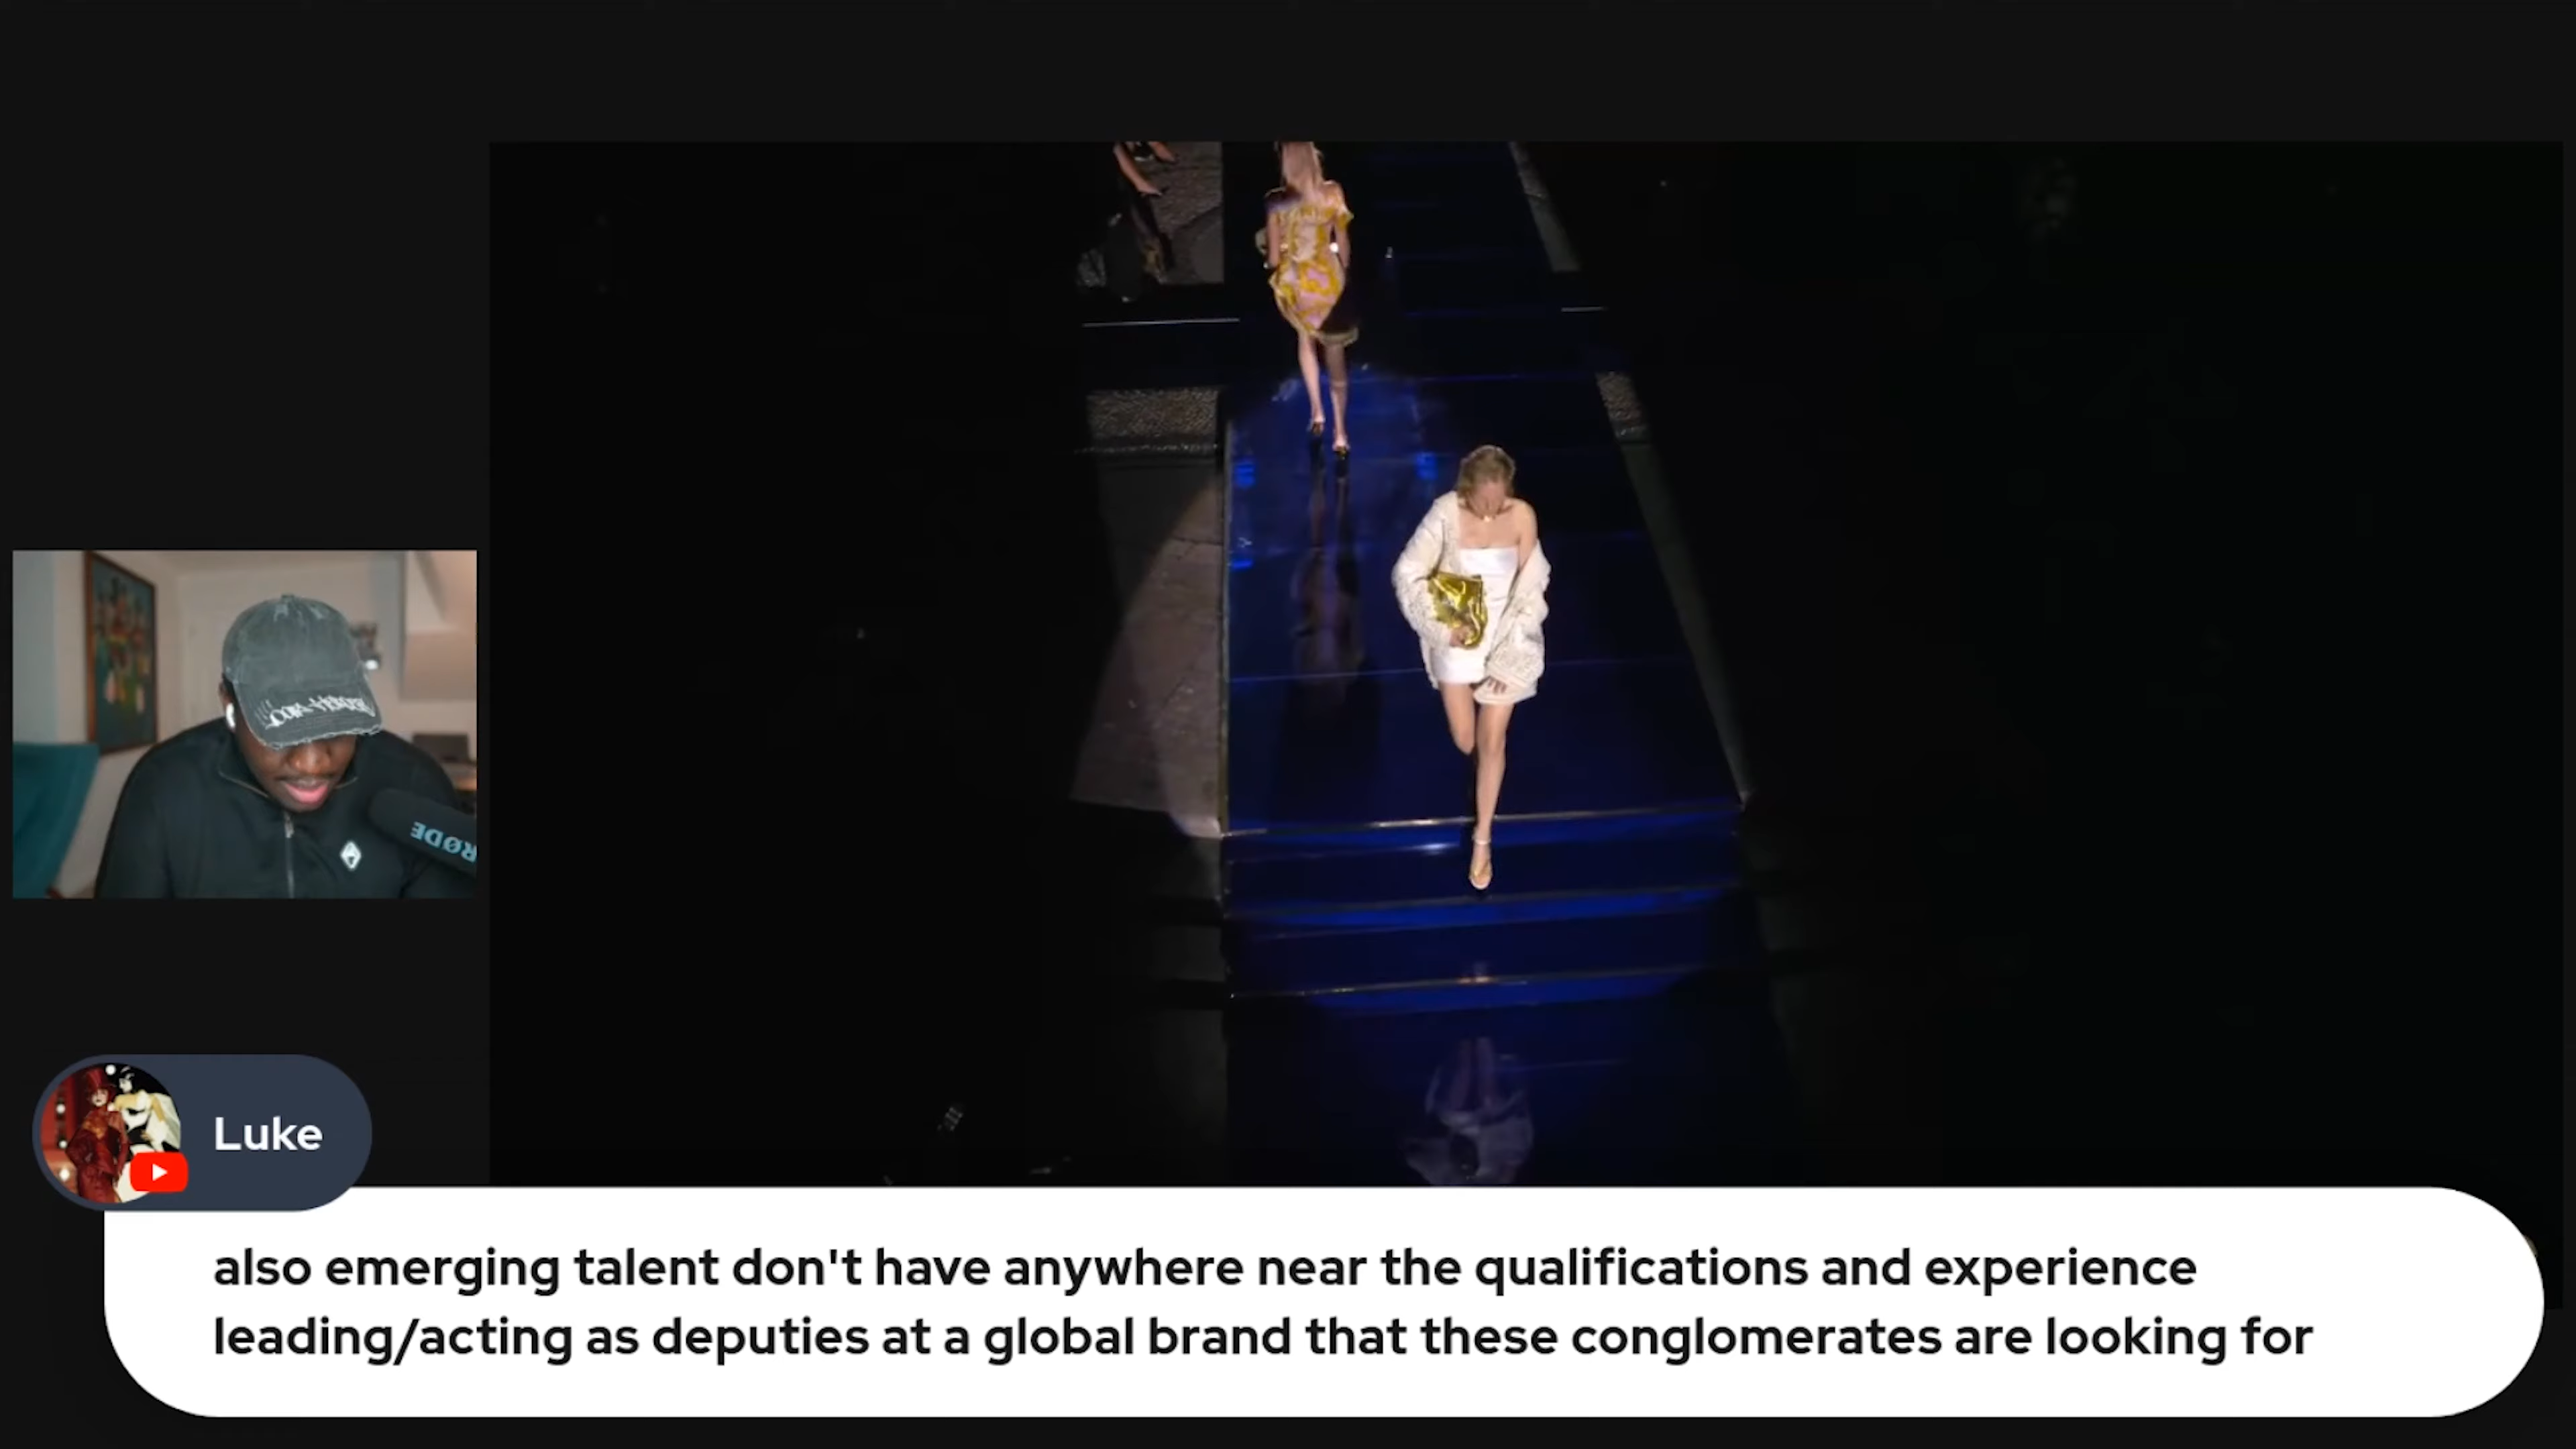 RØDE
Luke
also emerging talent don't have anywhere near the qualifications and experience
leading/acting as deputies at a global brand that these conglomerates are looking for